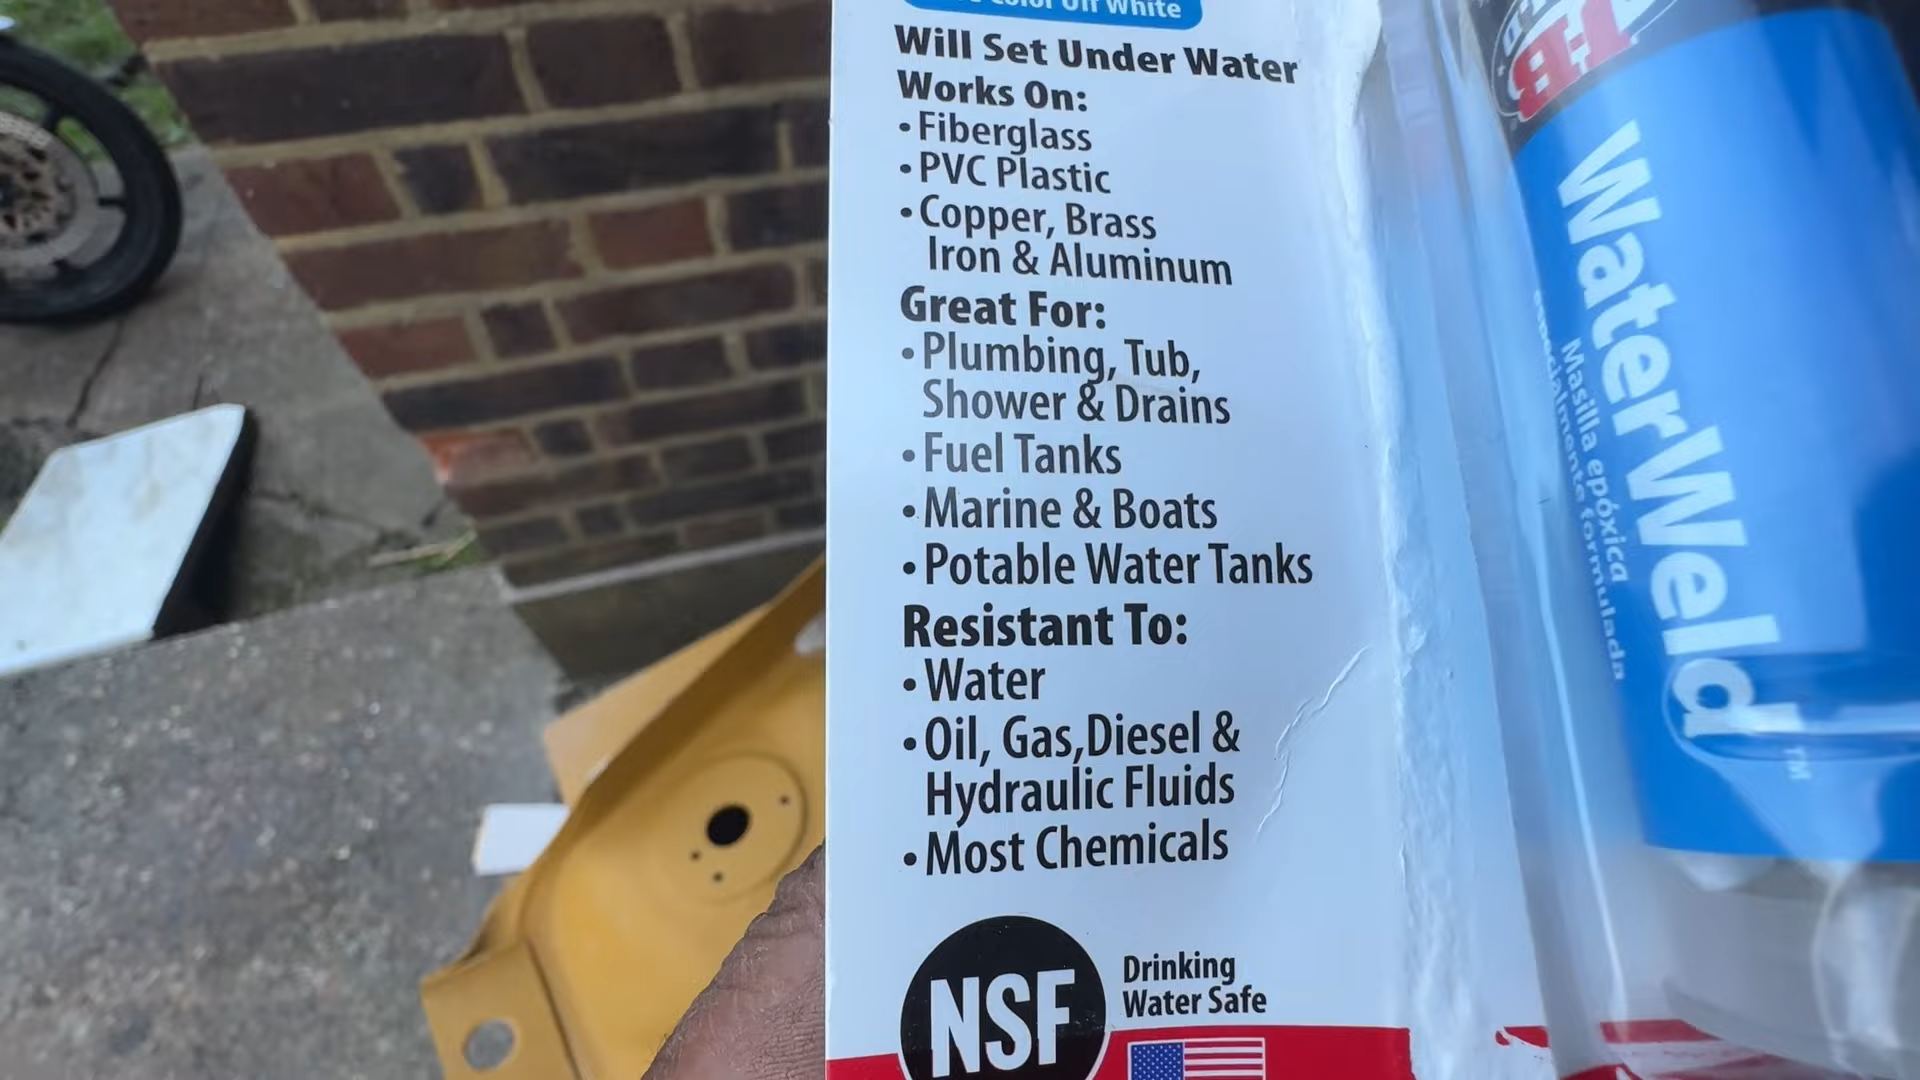 Color Off White
Will Set Under Water
Works On:
• Fiberglass
• PVC Plastic
• Copper, Brass
Iron & Aluminum
Great For:
• Plumbing, Tub,
Shower & Drains
• Fuel Tanks
• Marine & Boats
• Potable Water Tanks
Resistant To:
• Water
• Oil, Gas,Diesel &
Hydraulic Fluids
• Most Chemicals
NSF
Drinking
Water Safe
WaterWeld™
Masilla epóxica
especialmente formulada